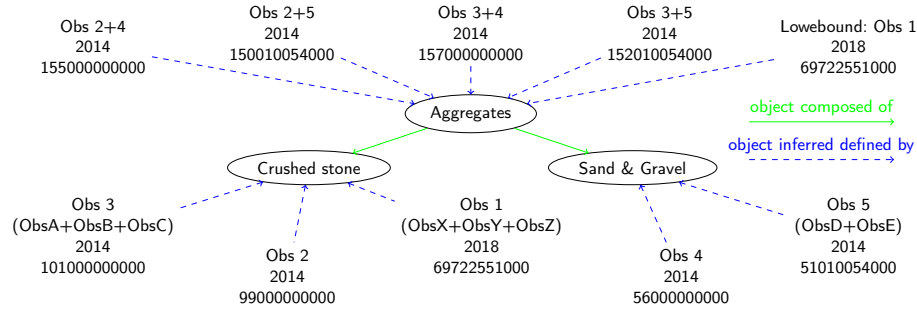 Obs 2+4
2014
155000000000
Obs 2+5
2014
150010054000
Obs 3+4
2014
157000000000
Obs 3+5
2014
152010054000
Lowebound: Obs 1
2018
69722551000
Aggregates
object composed of
object inferred defined by
Crushed stone
Sand & Gravel
Obs 3
(ObsA+ObsB+ObsC)
2014
101000000000
Obs 2
2014
99000000000
Obs 1
(ObsX+ObsY+ObsZ)
2018
69722551000
Obs 4
2014
56000000000
Obs 5
(ObsD+ObsE)
2014
51010054000